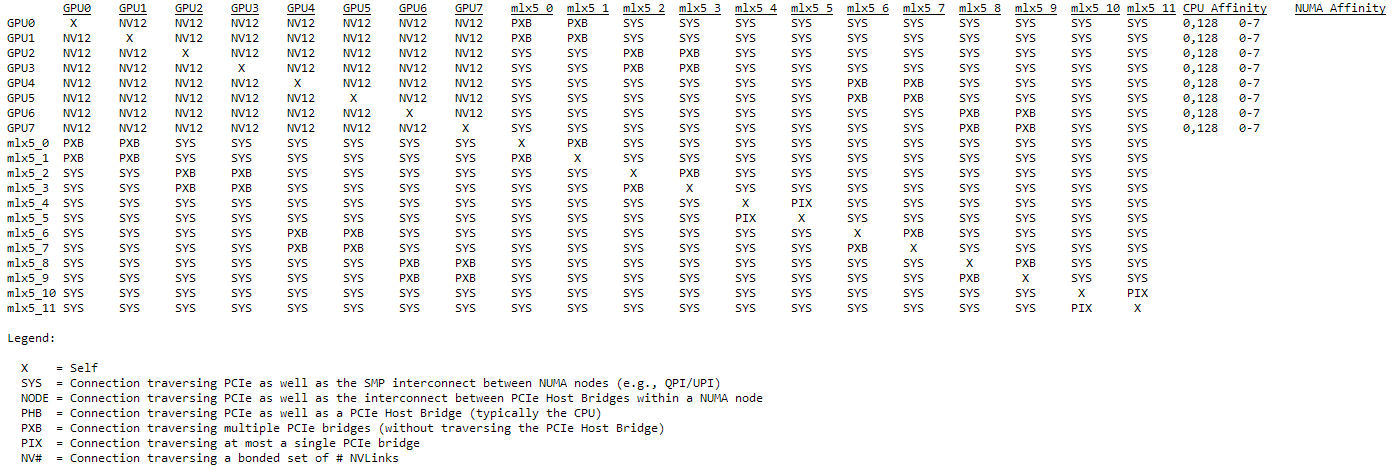 GPU0 GPU1 GPU2 GPU3 GPU4 GPU5 GPU6 GPU7 mlx5_0 mlx5_1 mlx5_2 mlx5_3 mlx5_4 mlx5_5 mlx5_6 mlx5_7 mlx5_8 mlx5_9 mlx5_10 mlx5_11 CPU Affinity NUMA Affinity
GPU0 X NV12 NV12 NV12 NV12 NV12 NV12 NV12 PXB PXB SYS SYS SYS SYS SYS SYS SYS SYS SYS SYS 0,128 0-7
GPU1 NV12 X NV12 NV12 NV12 NV12 NV12 NV12 PXB PXB SYS SYS SYS SYS SYS SYS SYS SYS SYS SYS 0,128 0-7
GPU2 NV12 NV12 X NV12 NV12 NV12 NV12 NV12 SYS SYS PXB PXB SYS SYS SYS SYS SYS SYS SYS SYS 0,128 0-7
GPU3 NV12 NV12 NV12 X NV12 NV12 NV12 NV12 SYS SYS PXB PXB SYS SYS SYS SYS SYS SYS SYS SYS 0,128 0-7
GPU4 NV12 NV12 NV12 NV12 X NV12 NV12 NV12 SYS SYS SYS SYS SYS SYS PXB PXB SYS SYS SYS SYS 0,128 0-7
GPU5 NV12 NV12 NV12 NV12 NV12 X NV12 NV12 SYS SYS SYS SYS SYS SYS PXB PXB SYS SYS SYS SYS 0,128 0-7
GPU6 NV12 NV12 NV12 NV12 NV12 NV12 X NV12 SYS SYS SYS SYS SYS SYS SYS SYS PXB PXB SYS SYS 0,128 0-7
GPU7 NV12 NV12 NV12 NV12 NV12 NV12 NV12 X SYS SYS SYS SYS SYS SYS SYS SYS PXB PXB SYS SYS 0,128 0-7
mlx5_0 PXB PXB SYS SYS SYS SYS SYS SYS X PXB SYS SYS SYS SYS SYS SYS SYS SYS SYS SYS
mlx5_1 PXB PXB SYS SYS SYS SYS SYS SYS PXB X SYS SYS SYS SYS SYS SYS SYS SYS SYS SYS
mlx5_2 SYS SYS PXB PXB SYS SYS SYS SYS SYS SYS X PXB SYS SYS SYS SYS SYS SYS SYS SYS
mlx5_3 SYS SYS PXB PXB SYS SYS SYS SYS SYS SYS PXB X SYS SYS SYS SYS SYS SYS SYS SYS
mlx5_4 SYS SYS SYS SYS SYS SYS SYS SYS SYS SYS SYS SYS X PIX SYS SYS SYS SYS SYS SYS
mlx5_5 SYS SYS SYS SYS SYS SYS SYS SYS SYS SYS SYS SYS PIX X SYS SYS SYS SYS SYS SYS
mlx5_6 SYS SYS SYS SYS PXB PXB SYS SYS SYS SYS SYS SYS SYS SYS X PXB SYS SYS SYS SYS
mlx5_7 SYS SYS SYS SYS PXB PXB SYS SYS SYS SYS SYS SYS SYS SYS PXB X SYS SYS SYS SYS
mlx5_8 SYS SYS SYS SYS SYS SYS PXB PXB SYS SYS SYS SYS SYS SYS SYS SYS X PXB SYS SYS
mlx5_9 SYS SYS SYS SYS SYS SYS PXB PXB SYS SYS SYS SYS SYS SYS SYS SYS PXB X SYS SYS
mlx5_10 SYS SYS SYS SYS SYS SYS SYS SYS SYS SYS SYS SYS SYS SYS SYS SYS SYS SYS X PIX
mlx5_11 SYS SYS SYS SYS SYS SYS SYS SYS SYS SYS SYS SYS SYS SYS SYS SYS SYS SYS PIX X
Legend:
X = Self
SYS = Connection traversing PCIe as well as the SMP interconnect between NUMA nodes (e.g., QPI/UPI)
NODE = Connection traversing PCIe as well as the interconnect between PCIe Host Bridges within a NUMA node
PHB = Connection traversing PCIe as well as a PCIe Host Bridge (typically the CPU)
PXB = Connection traversing multiple PCIe bridges (without traversing the PCIe Host Bridge)
PIX = Connection traversing at most a single PCIe bridge
NV# = Connection traversing a bonded set of # NVLinks